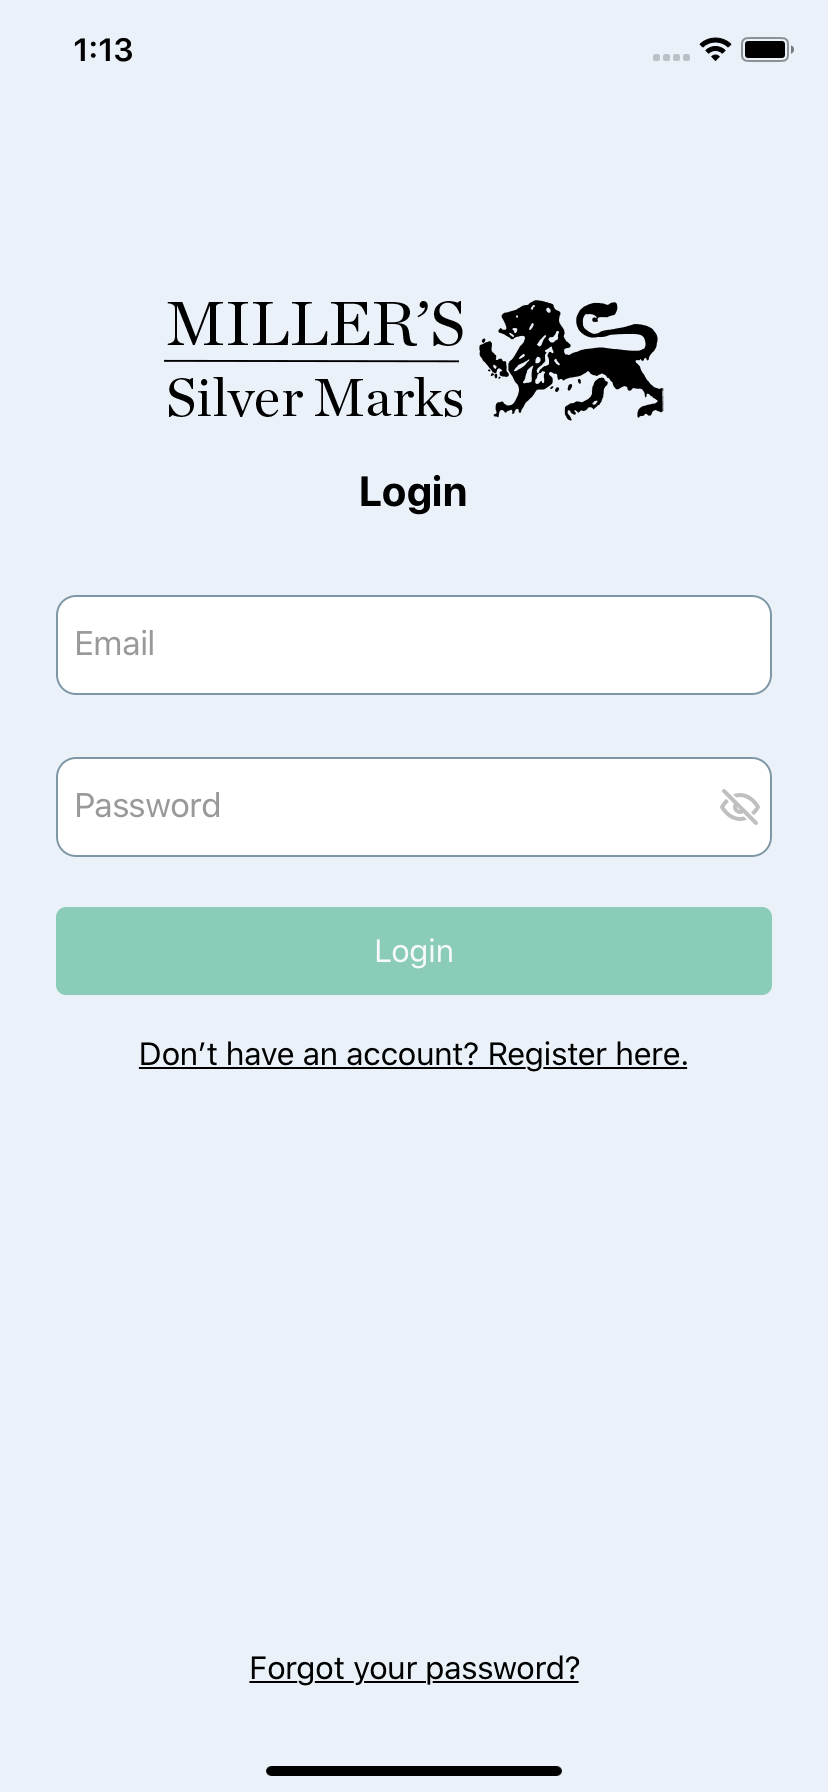 1:13
MILLER’S
Silver Marks
Login
Email
Password
Login
Don’t have an account? Register here.
Forgot your password?